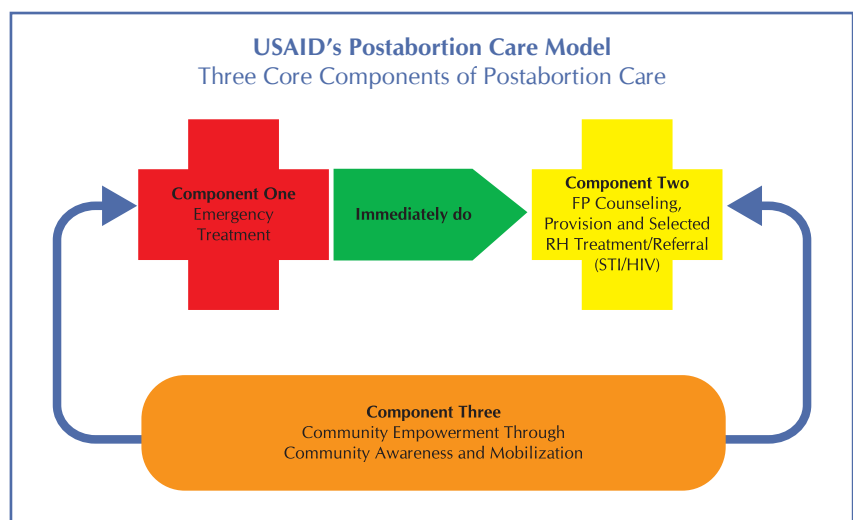 USAID's Postabortion Care Model
Three Core Components of Postabortion Care
Component One
Emergency
Treatment
Immediately do
Component Two
FP Counseling,
Provision and Selected
RH Treatment/Referral
(STI/HIV)
Component Three
Community Empowerment Through
Community Awareness and Mobilization